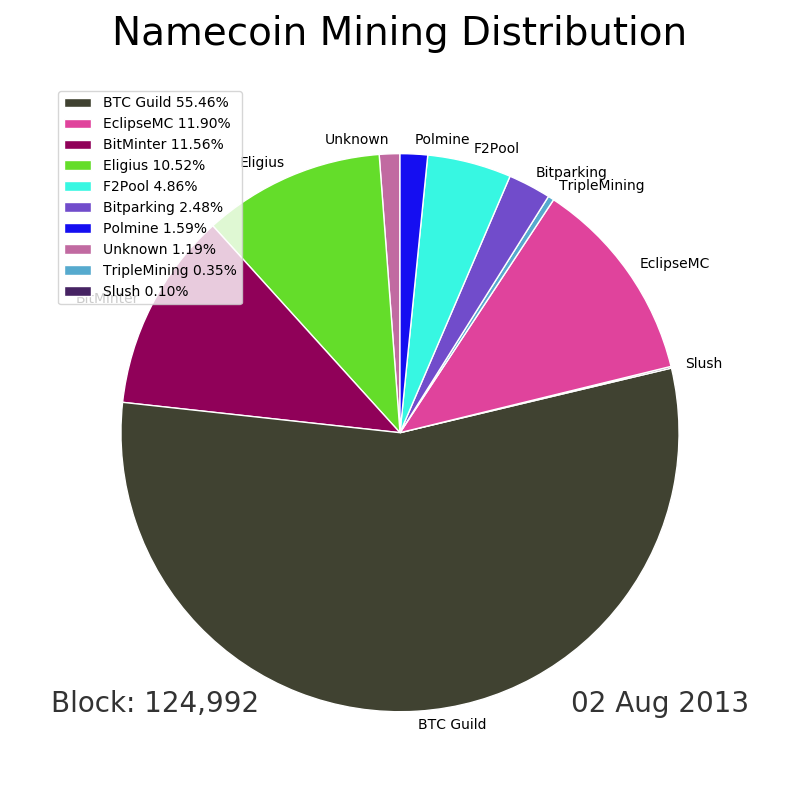 Namecoin Mining Distribution
BTC Guild 55.46%
EclipseMC 11.90%
BitMinter 11.56%
Eligius 10.52%
F2Pool 4.86%
Bitparking 2.48%
Polmine 1.59%
Unknown 1.19%
TripleMining 0.35%
Slush 0.10%
Unknown
Polmine
F2Pool
Eligius
Bitparking
TripleMining
EclipseMC
BitMinter
Slush
Block: 124,992
02 Aug 2013
BTC Guild